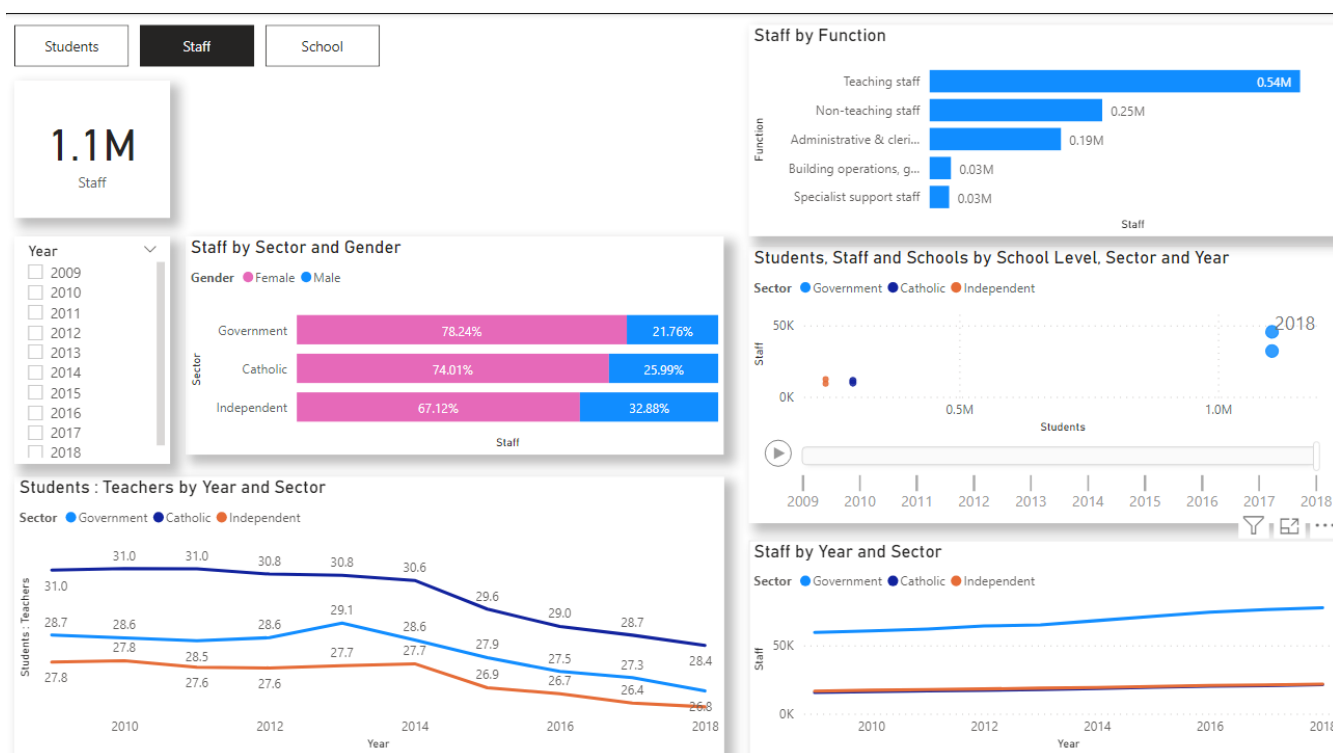 Students Staff School
1.1M
Staff
Year
2009
2010
2011
2012
2013
2014
2015
2016
2017
2018
Staff by Sector and Gender
Gender Female Male
Sector
Government 78.24% 21.76%
Catholic 74.01% 25.99%
Independent 67.12% 32.88%
Staff
Students : Teachers by Year and Sector
Sector Government Catholic Independent
Students : Teachers
31.0 31.0 31.0 30.8 30.8 30.6 29.6 29.0 28.7 28.4
28.7 28.6 28.5 28.6 29.1 28.6 27.9 27.5 27.3 26.8
27.8 27.8 27.6 27.6 27.7 27.7 26.9 26.7 26.4
2010 2012 2014 2016 2018
Year
Staff by Function
Function
Teaching staff 0.54M
Non-teaching staff 0.25M
Administrative & cleri... 0.19M
Building operations, g... 0.03M
Specialist support staff 0.03M
Staff
Students, Staff and Schools by School Level, Sector and Year
Sector Government Catholic Independent
Staff
50K
2018
0K
0.5M 1.0M
Students
2009 2010 2011 2012 2013 2014 2015 2016 2017 2018
Staff by Year and Sector
Sector Government Catholic Independent
Staff
50K
0K
2010 2012 2014 2016 2018
Year